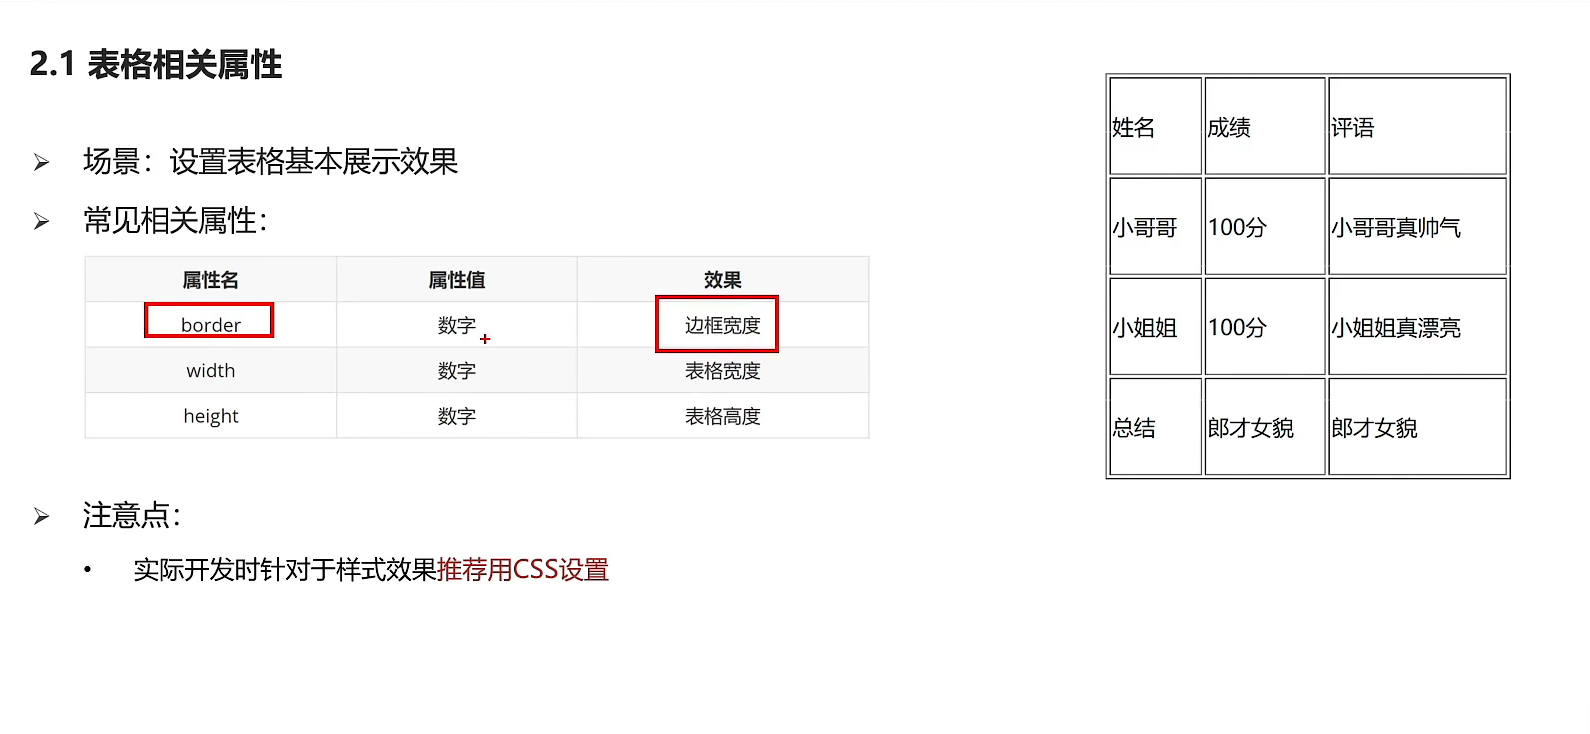 2.1 表格相关属性
场景：设置表格基本展示效果
常见相关属：
属性名 属性值 效果
border 数字 边框宽度
width 数字 表格宽度
height 数字 表格高度
注意点：
实际开发时针对于样式效果推荐用CSS设置
姓名 成绩 评语
小哥哥 100分 小哥哥真帅气
小姐姐 100分 小姐姐真漂亮
总结 郎才女貌 郎才女貌